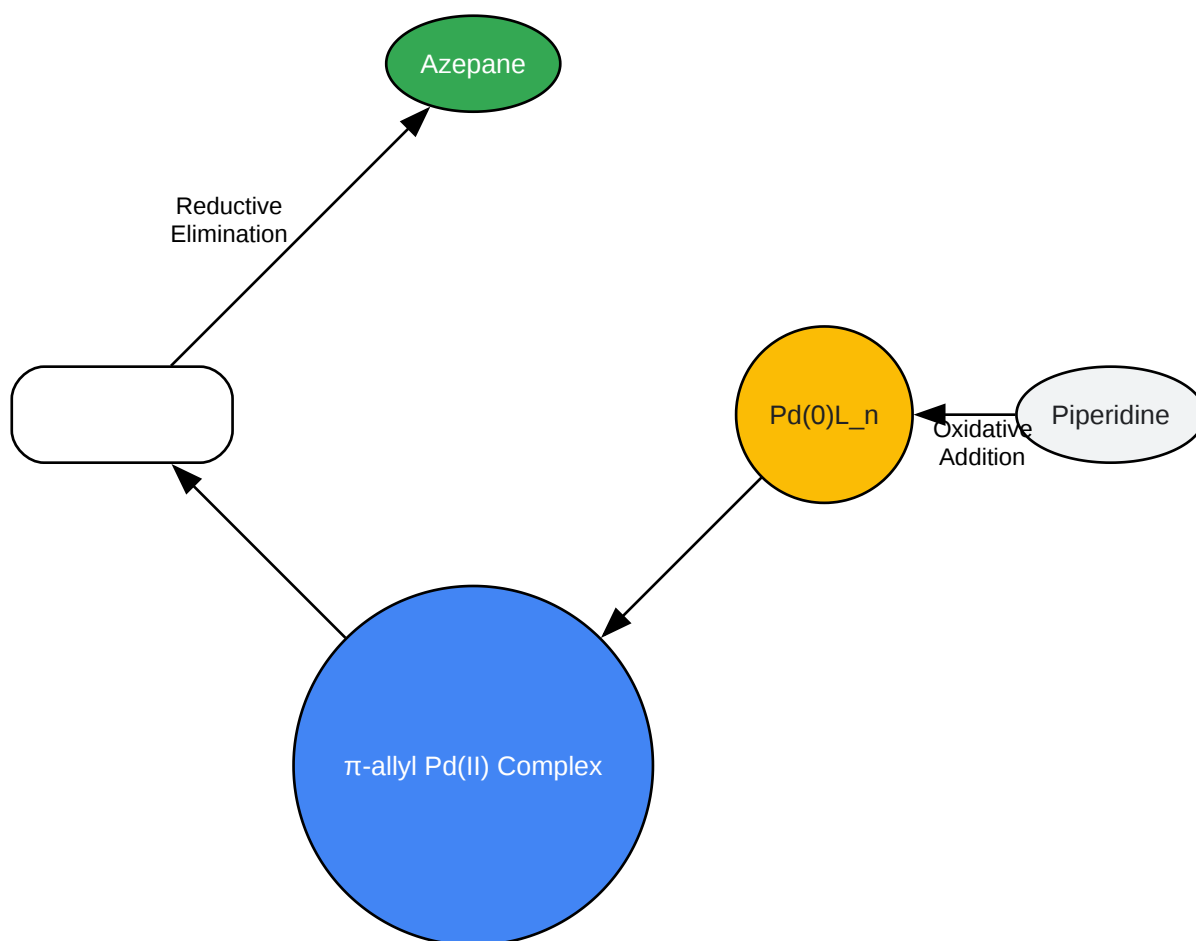 Azepane
Reductive
Elimination
Pd(0)L_n
Oxidative
Addition
Piperidine
π-allyl Pd(II) Complex